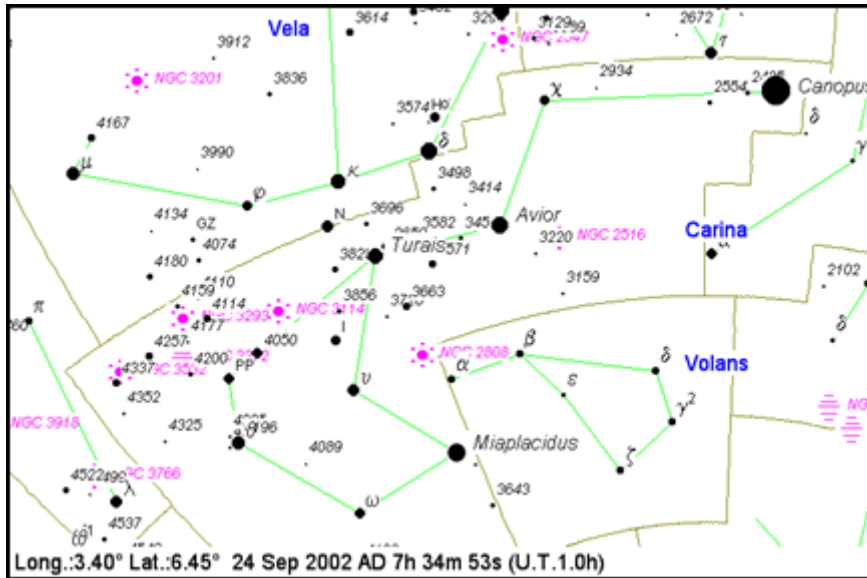 3614
Vela
3129
2672
τ
NGC 2547
3912
NGC 3201
3836
2934
χ
2554
Canopus
3574
δ
4167
δ
γ
3990
μ
κ
3498
φ
3414
N
3696
Avior
4134
GZ
3582
Carina
4074
Turais
3220
NGC 2516
4180
3159
2102
4159
3856
3663
π
4114
NGC 3114
4177
I
4257
4050
NGC 2808
β
δ
Volans
4200
PP
α
ε
δ
4337
υ
4352
γ²
NGC 3918
4325
Miaplacidus
4089
ζ
NGC 3766
4522
3643
λ
ω
4537
Long.:3.40° Lat.:6.45° 24 Sep 2002 AD 7h 34m 53s (U.T.1.0h)